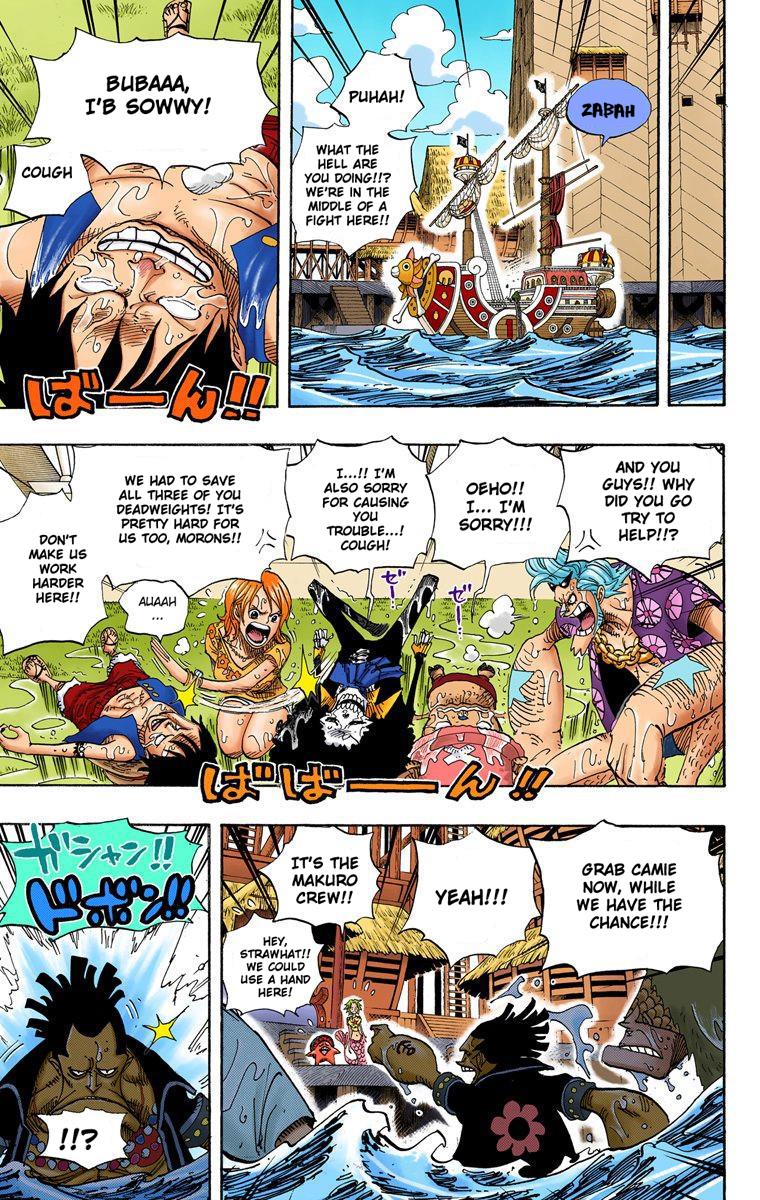 ZABAH
PUHAH!
WHAT THE
HELL ARE
YOU DOING!!?
WE'RE IN THE
MIDDLE OF A
FIGHT HERE!!
BUBAAA,
I'B SOWWY!
COUGH
ばーん!!
AND YOU
GUYS!! WHY
DID YOU GO
TRY TO
HELP!!?
OEHO!!
I... I'M
SORRY!!!
I...!! I'M
ALSO SORRY
FOR CAUSING
YOU
TROUBLE...!
COUGH!
ゼー…
ゼー…
WE HAD TO SAVE
ALL THREE OF YOU
DEADWEIGHTS! IT'S
PRETTY HARD FOR
US TOO, MORONS!!
AUAAH
...
DON'T
MAKE US
WORK
HARDER
HERE!!
ばばーん!!
GRAB CAMIE
NOW, WHILE
WE HAVE THE
CHANCE!!!
YEAH!!!
IT'S THE
MAKURO
CREW!!
HEY,
STRAWHAT!!
WE COULD
USE A HAND
HERE!
ガシャン!!
ドボン!!
!!?